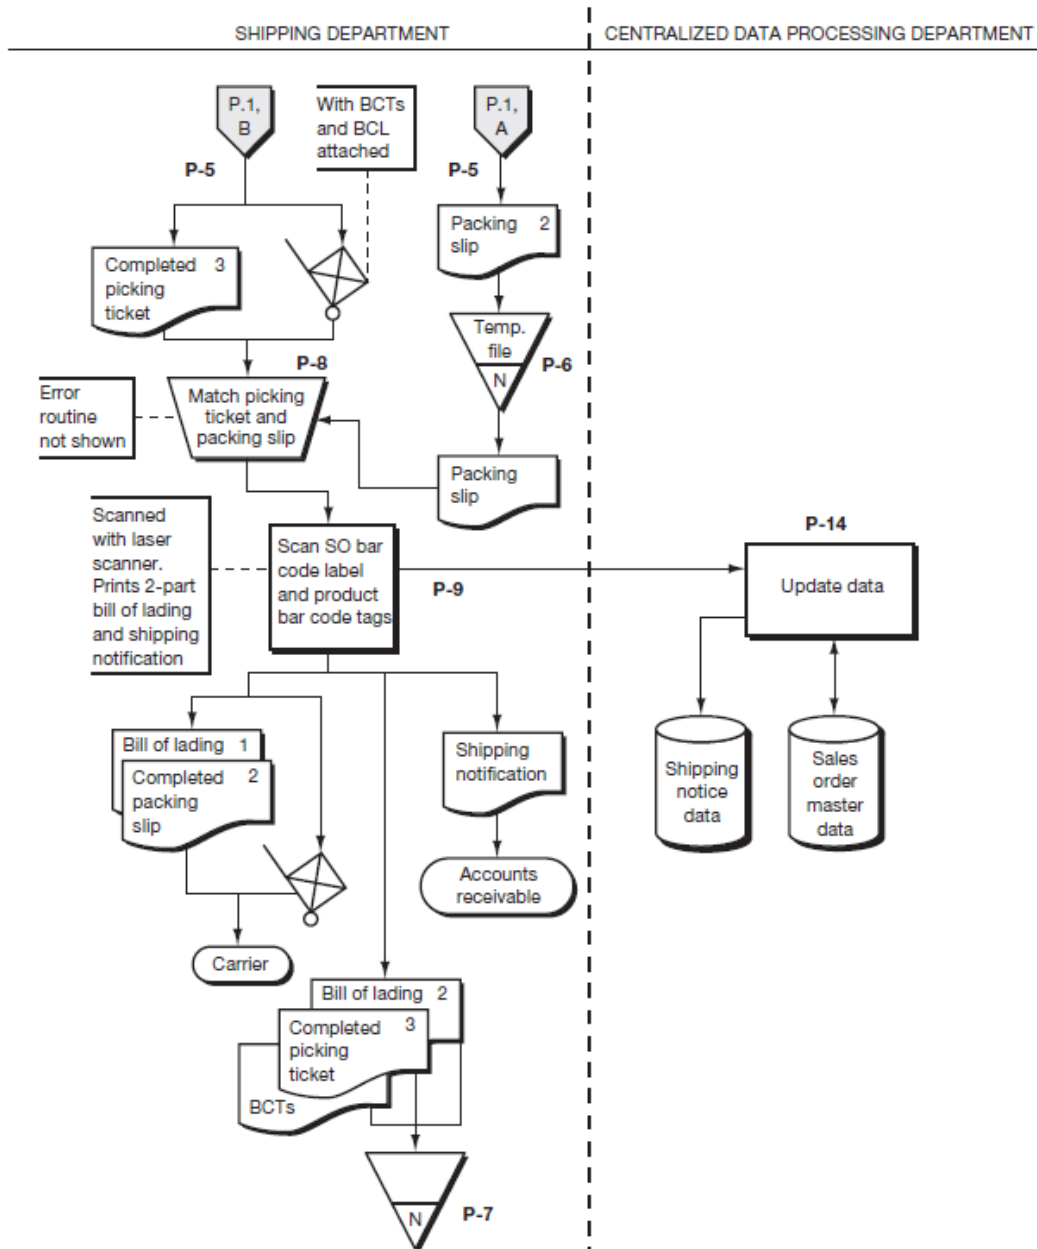 SHIPPING DEPARTMENT
CENTRALIZED DATA PROCESSING DEPARTMENT
P.1,
B
With BCTs
and BCL
attached
P.1,
A
P-5
P-5
Completed 3
picking
ticket
Packing 2
slip
Temp.
file
N
P-6
P-8
Error
routine
not shown
Match picking
ticket and
packing slip
Packing
slip
Scanned
with laser
scanner.
Prints 2-part
bill of lading
and shipping
notification
Scan SO bar
code label
and product
bar code tags
P-9
P-14
Update data
Bill of lading 1
Completed 2
packing
slip
Shipping
notification
Shipping
notice
data
Sales
order
master
data
Accounts
receivable
Carrier
Bill of lading 2
Completed 3
picking
ticket
BCTs
N
P-7